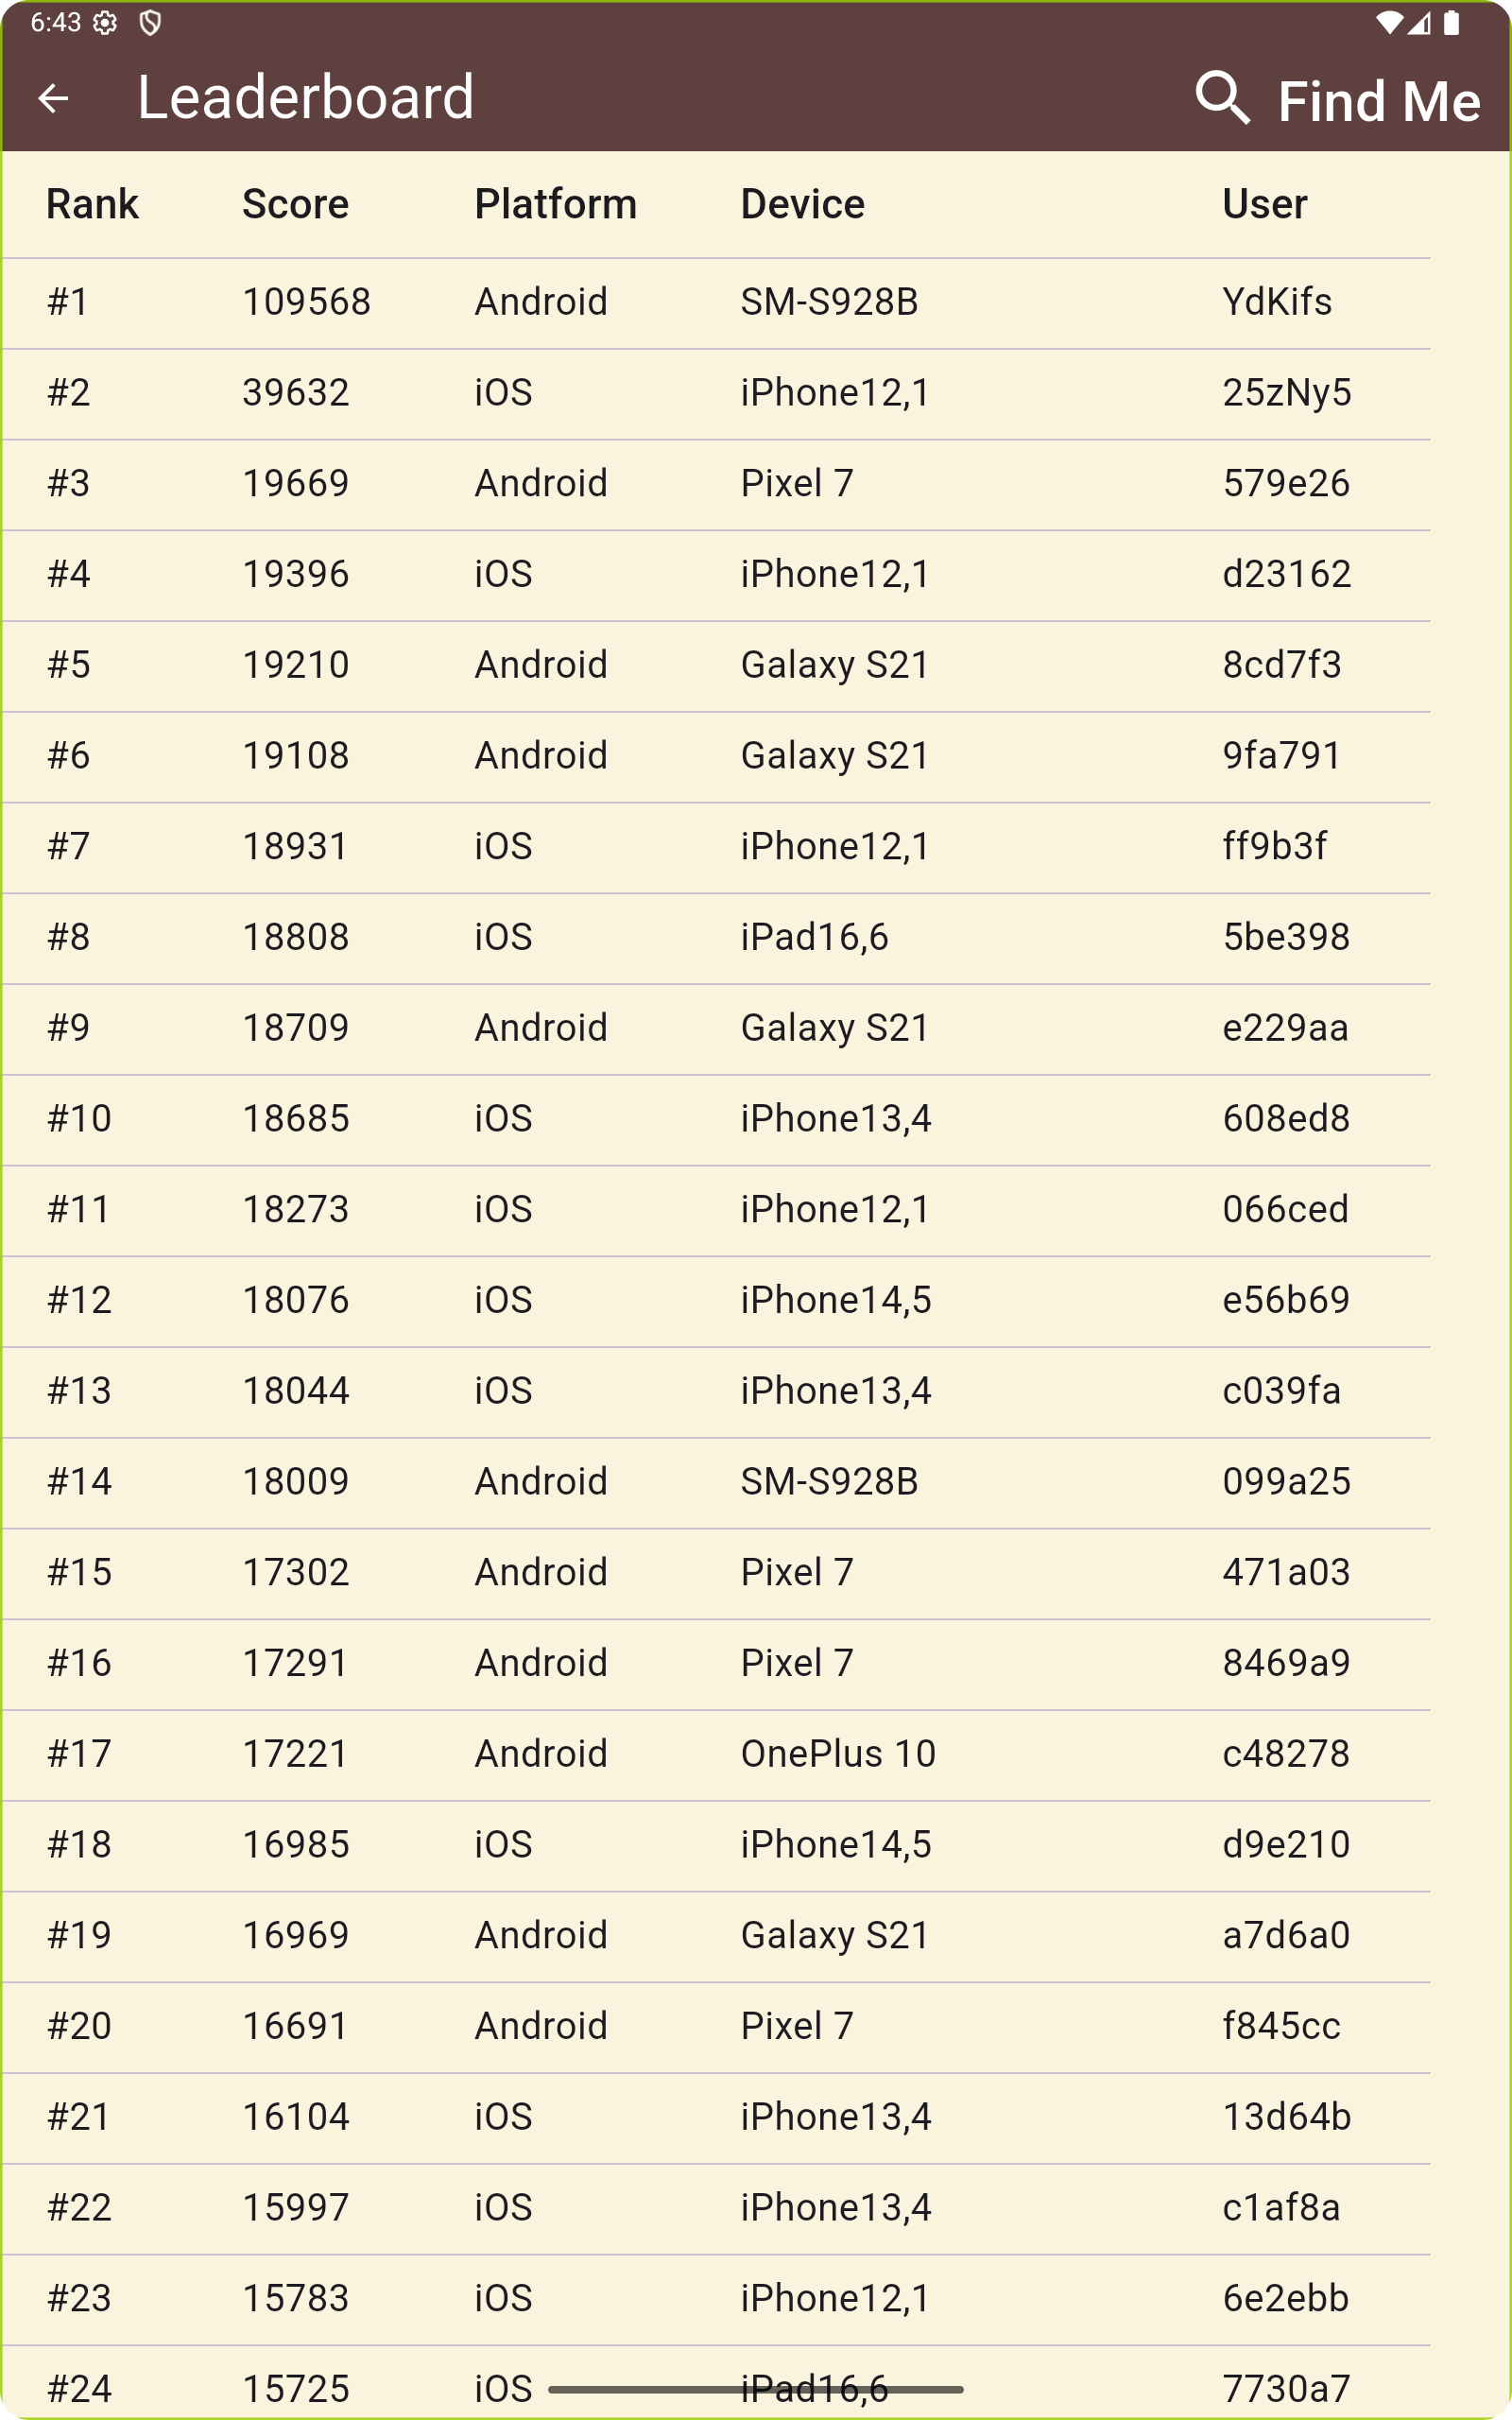 6:43
Leaderboard Find Me
Rank Score Platform Device User
#1 109568 Android SM-S928B YdKifs
#2 39632 iOS iPhone12,1 25zNy5
#3 19669 Android Pixel 7 579e26
#4 19396 iOS iPhone12,1 d23162
#5 19210 Android Galaxy S21 8cd7f3
#6 19108 Android Galaxy S21 9fa791
#7 18931 iOS iPhone12,1 ff9b3f
#8 18808 iOS iPad16,6 5be398
#9 18709 Android Galaxy S21 e229aa
#10 18685 iOS iPhone13,4 608ed8
#11 18273 iOS iPhone12,1 066ced
#12 18076 iOS iPhone14,5 e56b69
#13 18044 iOS iPhone13,4 c039fa
#14 18009 Android SM-S928B 099a25
#15 17302 Android Pixel 7 471a03
#16 17291 Android Pixel 7 8469a9
#17 17221 Android OnePlus 10 c48278
#18 16985 iOS iPhone14,5 d9e210
#19 16969 Android Galaxy S21 a7d6a0
#20 16691 Android Pixel 7 f845cc
#21 16104 iOS iPhone13,4 13d64b
#22 15997 iOS iPhone13,4 c1af8a
#23 15783 iOS iPhone12,1 6e2ebb
#24 15725 iOS iPad16,6 7730a7